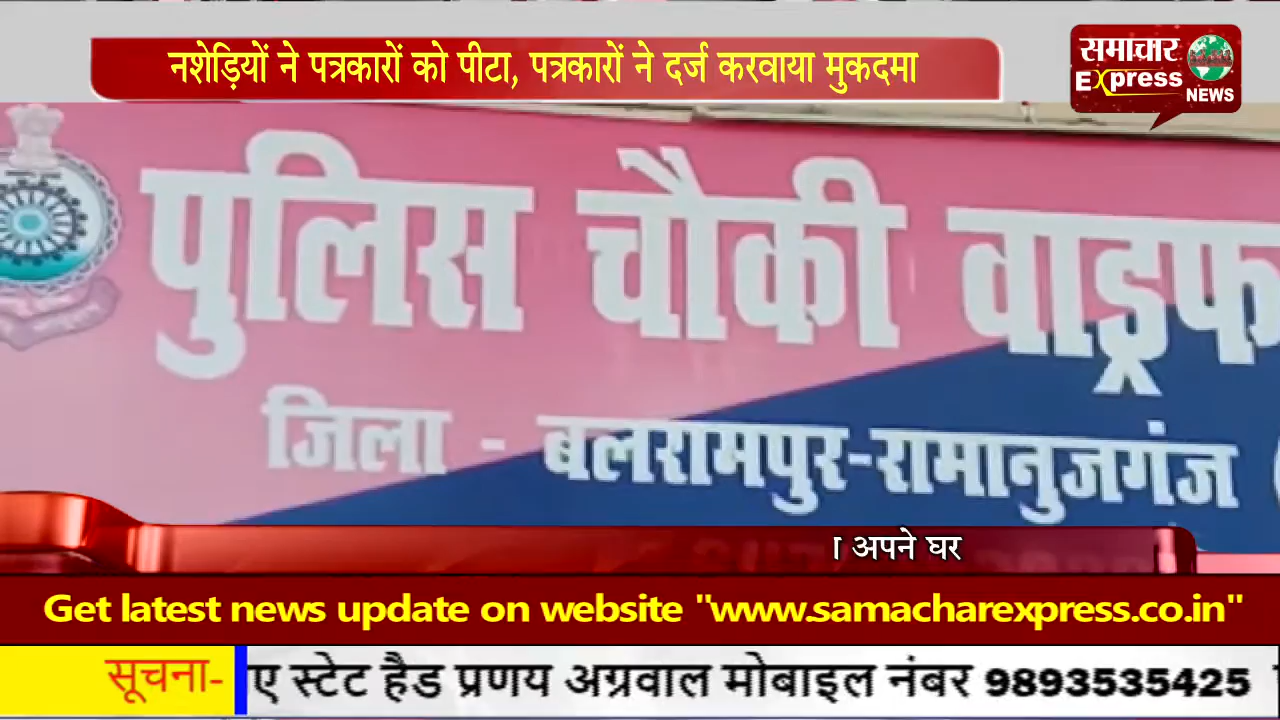 नशेड़ियों ने पत्रकारों को पीटा, पत्रकारों ने दर्ज करवाया मुकदमा
समाचार
Express
NEWS
पुलिस चौकी
जिला - बलरामपुर-रामानुजगंज
अपने घर
Get latest news update on website "www.samacharexpress.co.in"
सूचना-
स्टेट हैड प्रणय अग्रवाल मोबाइल नंबर 9893535425